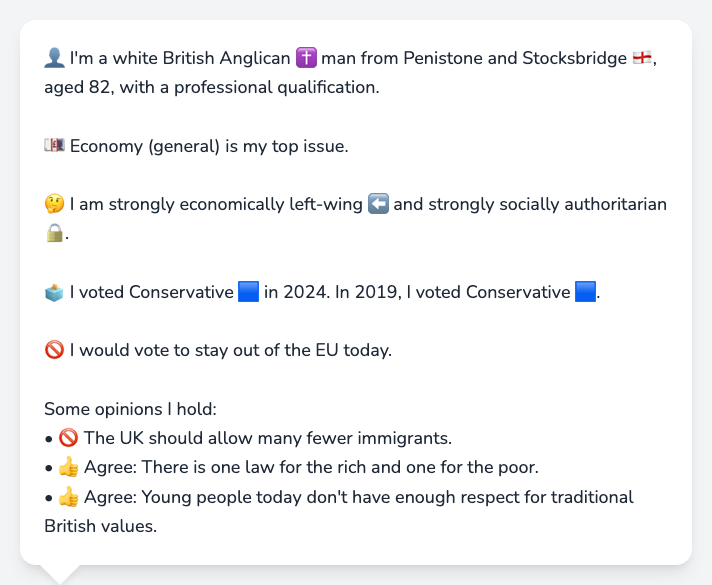 👤 I'm a white British Anglican ✝️ man from Penistone and Stocksbridge 🏴󠁧󠁢󠁥󠁮󠁧󠁿,
aged 82, with a professional qualification.
💷 Economy (general) is my top issue.
🤔 I am strongly economically left-wing ⬅️ and strongly socially authoritarian
🔒.
🗳️ I voted Conservative 🟦 in 2024. In 2019, I voted Conservative 🟦.
🚫 I would vote to stay out of the EU today.
Some opinions I hold:
• 🚫 The UK should allow many fewer immigrants.
• 👍 Agree: There is one law for the rich and one for the poor.
• 👍 Agree: Young people today don't have enough respect for traditional
British values.